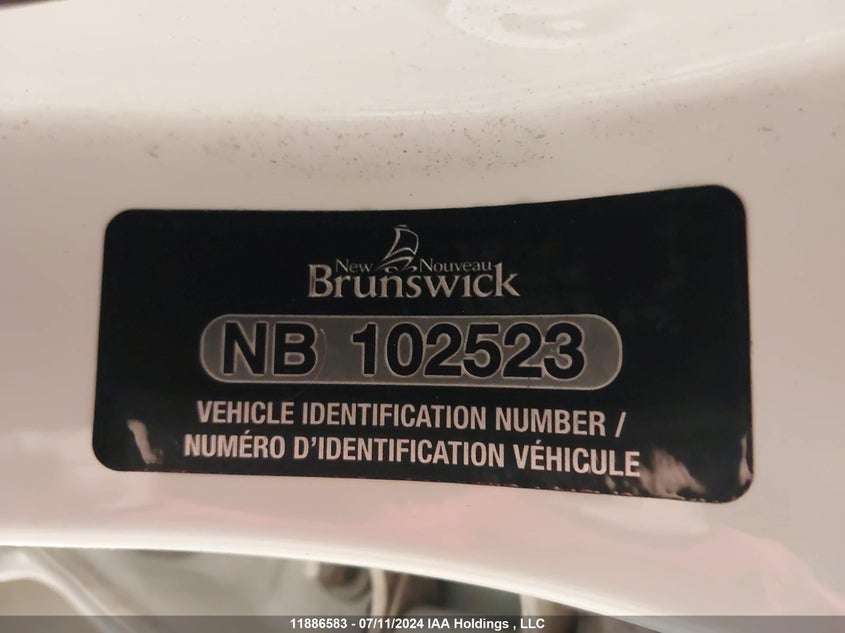 New Nouveau
Brunswick
NB 102523
VEHICLE IDENTIFICATION NUMBER /
NUMÉRO D'IDENTIFICATION VÉHICULE
11886583 - 07/11/2024 IAA Holdings , LLC